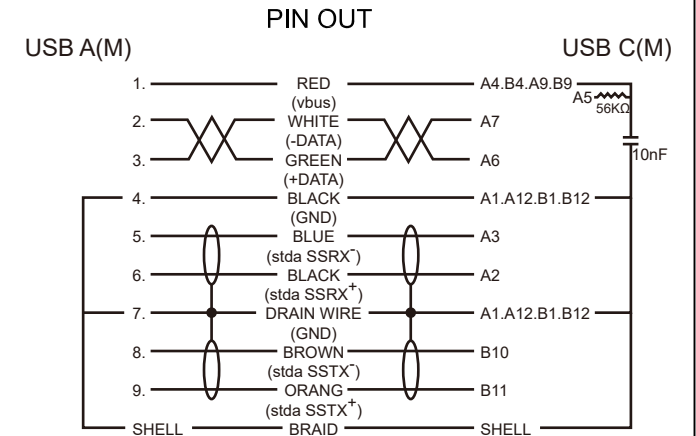 PIN OUT
USB A(M) USB C(M)
1. RED A4.B4.A9.B9
(vbus) A5 56KΩ
2. WHITE A7
(-DATA) 10nF
3. GREEN A6
(+DATA)
4. BLACK A1.A12.B1.B12
(GND)
5. BLUE A3
(stda SSRX-)
6. BLACK A2
(stda SSRX+)
7. DRAIN WIRE A1.A12.B1.B12
(GND)
8. BROWN B10
(stda SSTX-)
9. ORANG B11
(stda SSTX+)
SHELL BRAID SHELL